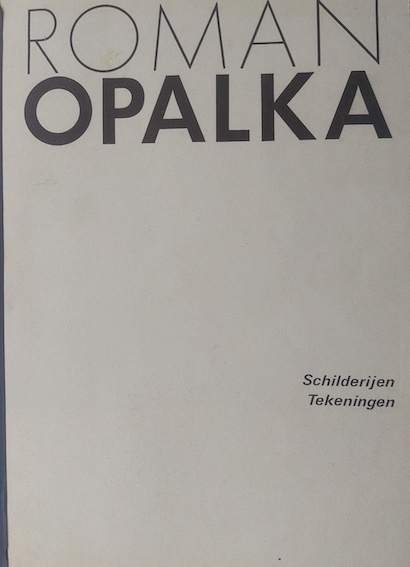 ROMAN
OPALKA
Schilderijen
Tekeningen